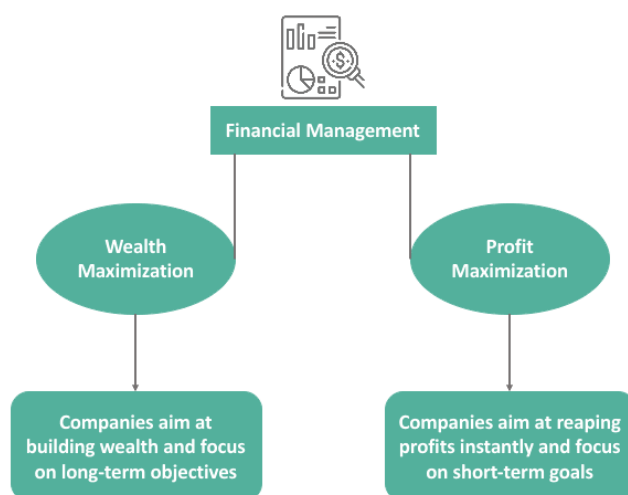 $
Financial Management
Wealth
Maximization
Profit
Maximization
Companies aim at
building wealth and focus
on long-term objectives
Companies aim at reaping
profits instantly and focus
on short-term goals